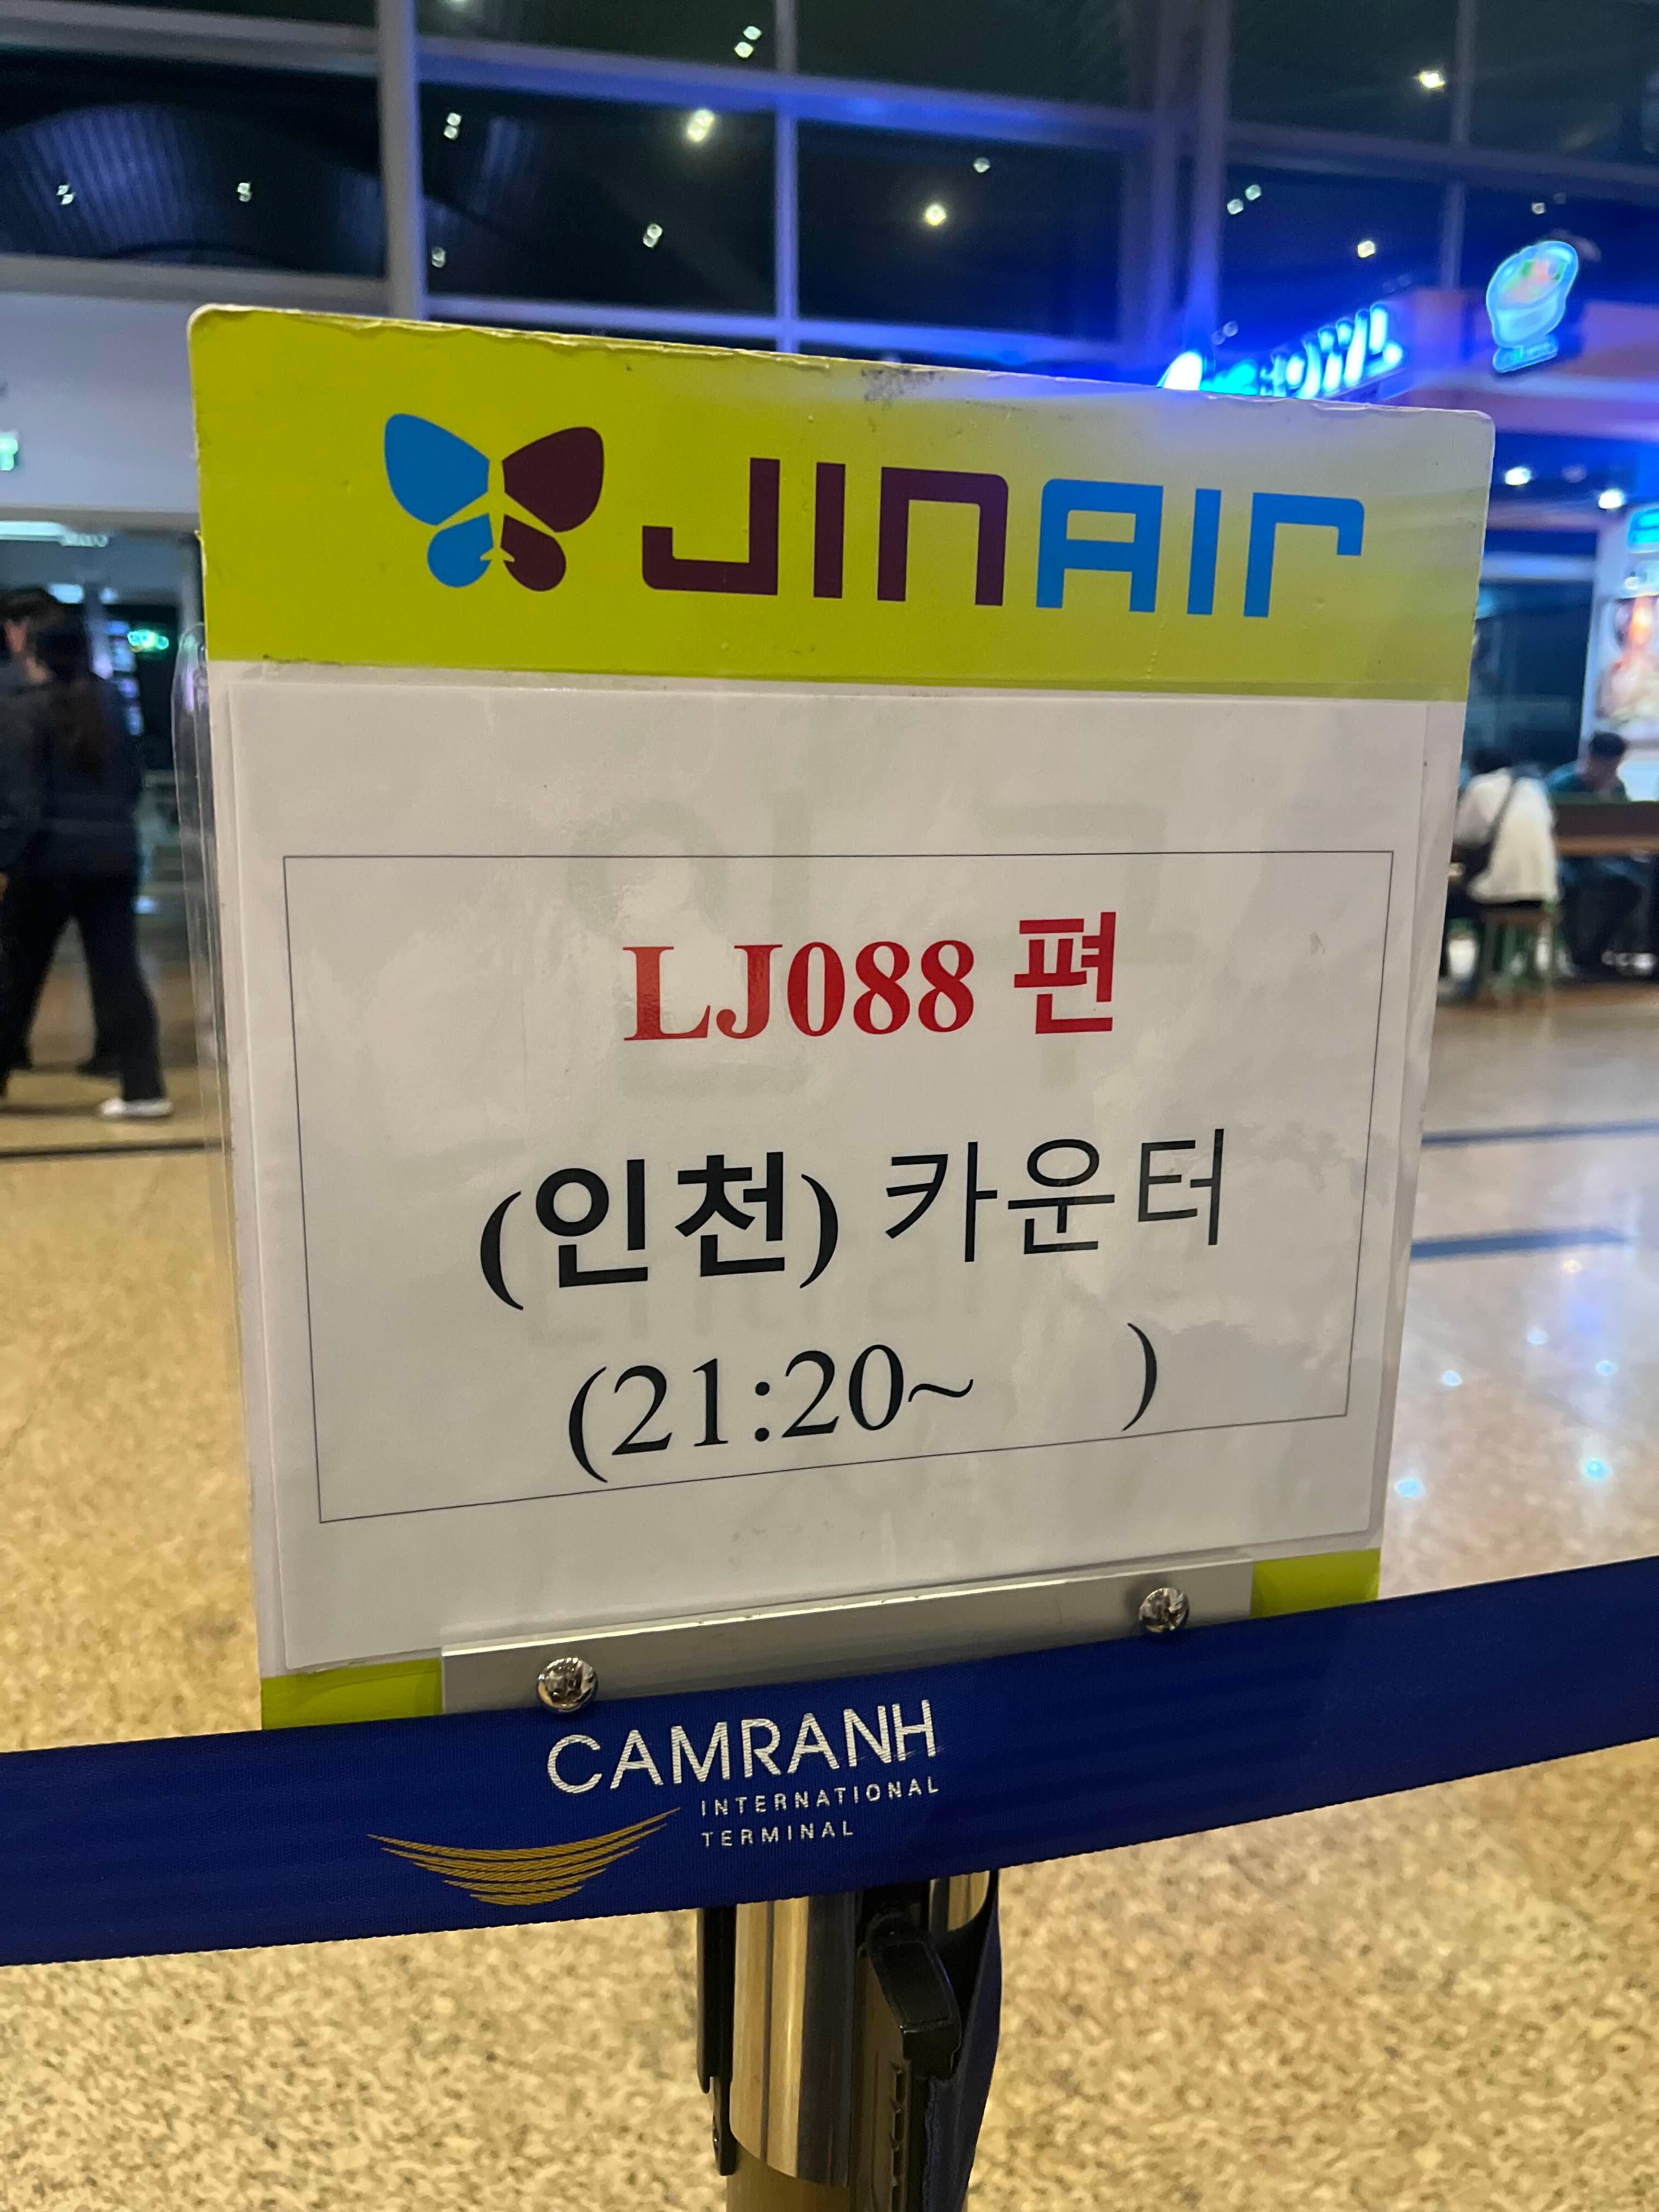 JINAIR
LJ088 편
(인천) 카운터
(21:20~ )
CAMRANH
INTERNATIONAL
TERMINAL